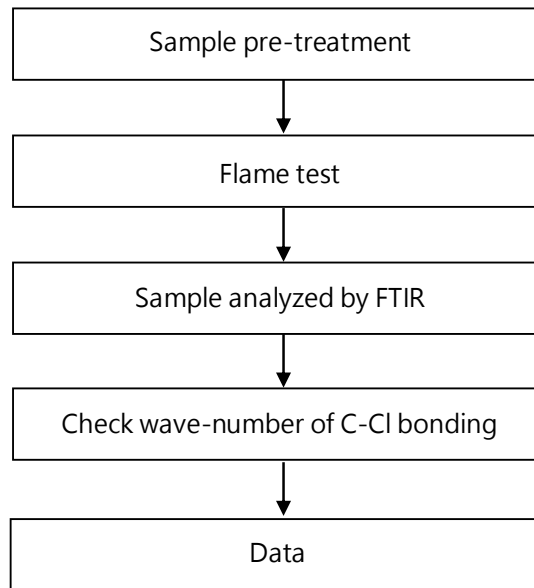 Sample pre-treatment
Flame test
Sample analyzed by FTIR
Check wave-number of C-Cl bonding
Data